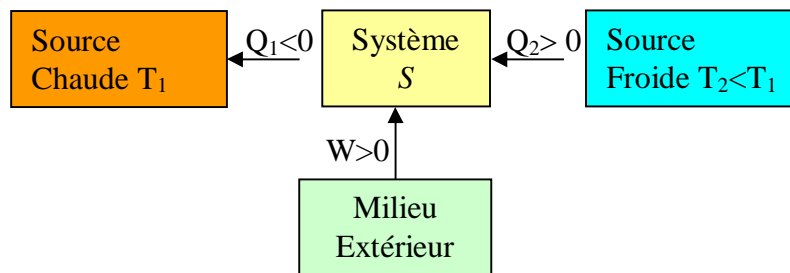 Source
Chaude T₁
Q₁<0
Système
S
Q₂> 0
Source
Froide T₂<T₁
W>0
Milieu
Extérieur